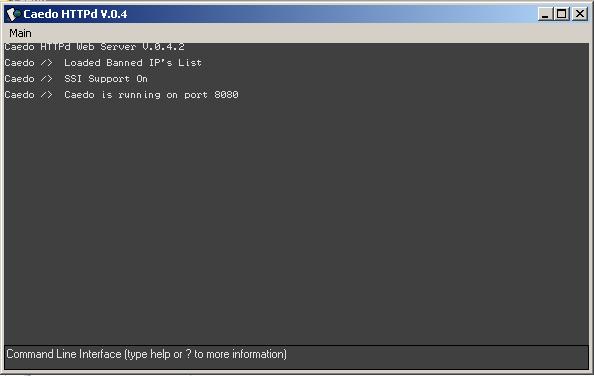 Caedo HTTPd V.0.4
Main
Caedo HTTPd Web Server V.0.4.2
Caedo /> Loaded Banned IP's List
Caedo /> SSI Support On
Caedo /> Caedo is running on port 8080
Command Line Interface (type help or ? to more information)